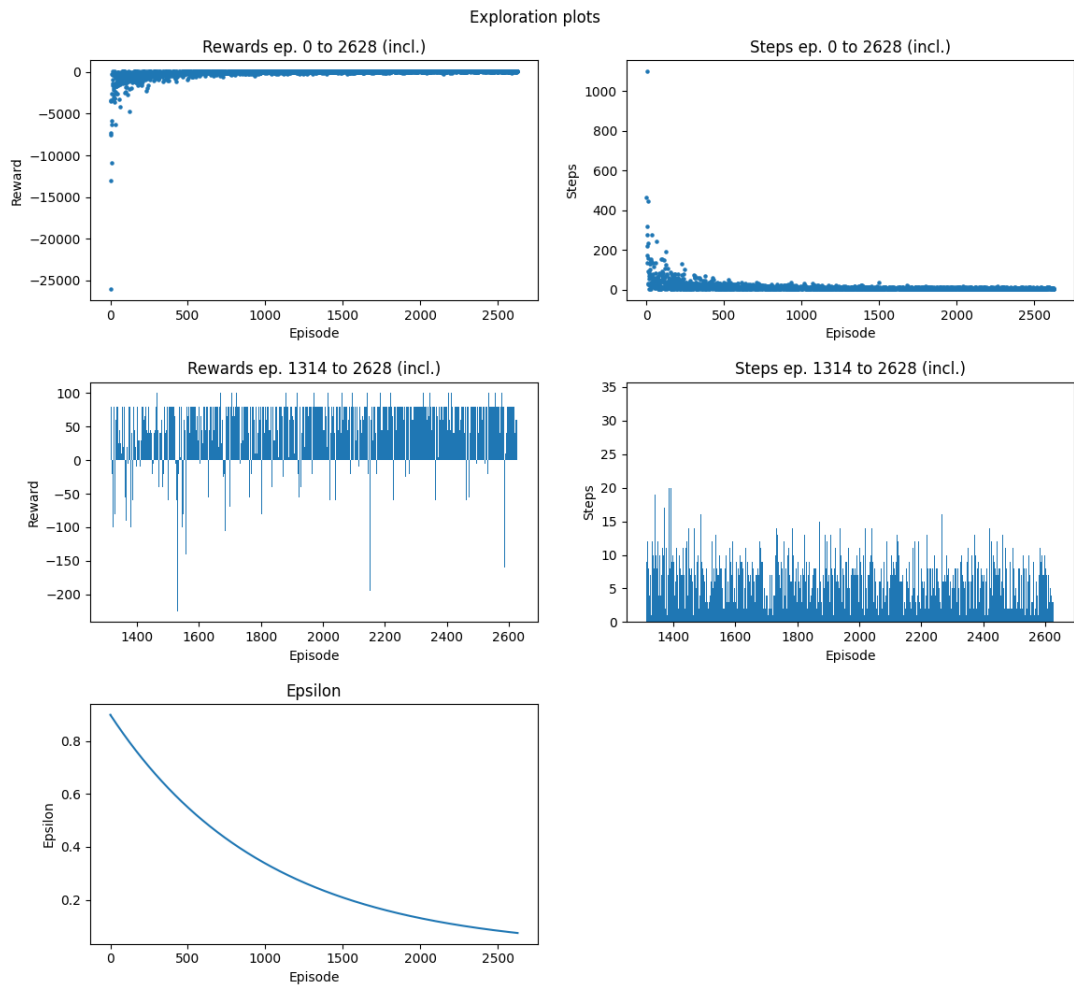 Exploration plots
Rewards ep. 0 to 2628 (incl.)
0
−5000
−10000
−15000
−20000
−25000
Reward
0 500 1000 1500 2000 2500
Episode
Steps ep. 0 to 2628 (incl.)
1000
800
600
400
200
0
Steps
0 500 1000 1500 2000 2500
Episode
Rewards ep. 1314 to 2628 (incl.)
100
50
0
−50
−100
−150
−200
Reward
1400 1600 1800 2000 2200 2400 2600
Episode
Steps ep. 1314 to 2628 (incl.)
35
30
25
20
15
10
5
0
Steps
1400 1600 1800 2000 2200 2400 2600
Episode
Epsilon
0.8
0.6
0.4
0.2
Epsilon
0 500 1000 1500 2000 2500
Episode